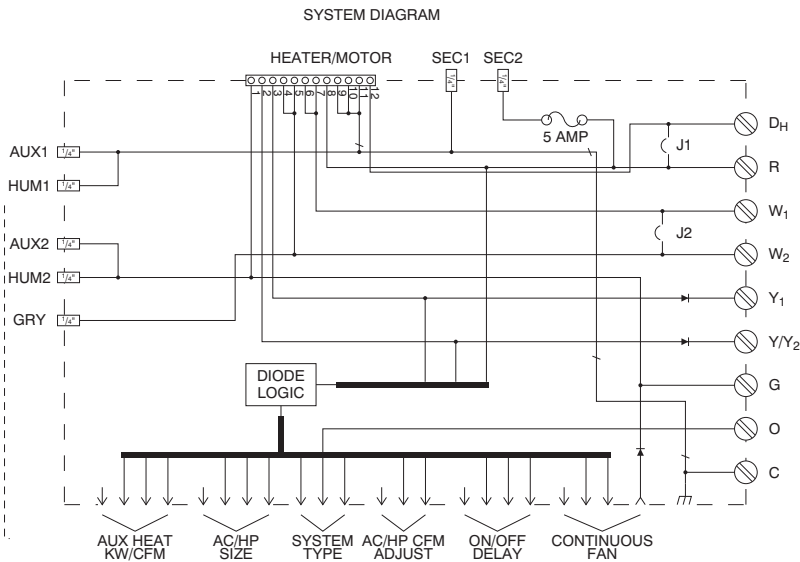 SYSTEM DIAGRAM
HEATER/MOTOR SEC1 SEC2
1/4" 1/4"
1 2 3 4 5 6 7 8 9 10 11 12
5 AMP
DH
J1
AUX1 1/4"
R
HUM1 1/4"
W1
J2
AUX2 1/4"
W2
HUM2 1/4"
Y1
GRY 1/4"
Y/Y2
DIODE
LOGIC
G
O
C
AUX HEAT
KW/CFM
AC/HP
SIZE
SYSTEM
TYPE
AC/HP CFM
ADJUST
ON/OFF
DELAY
CONTINUOUS
FAN